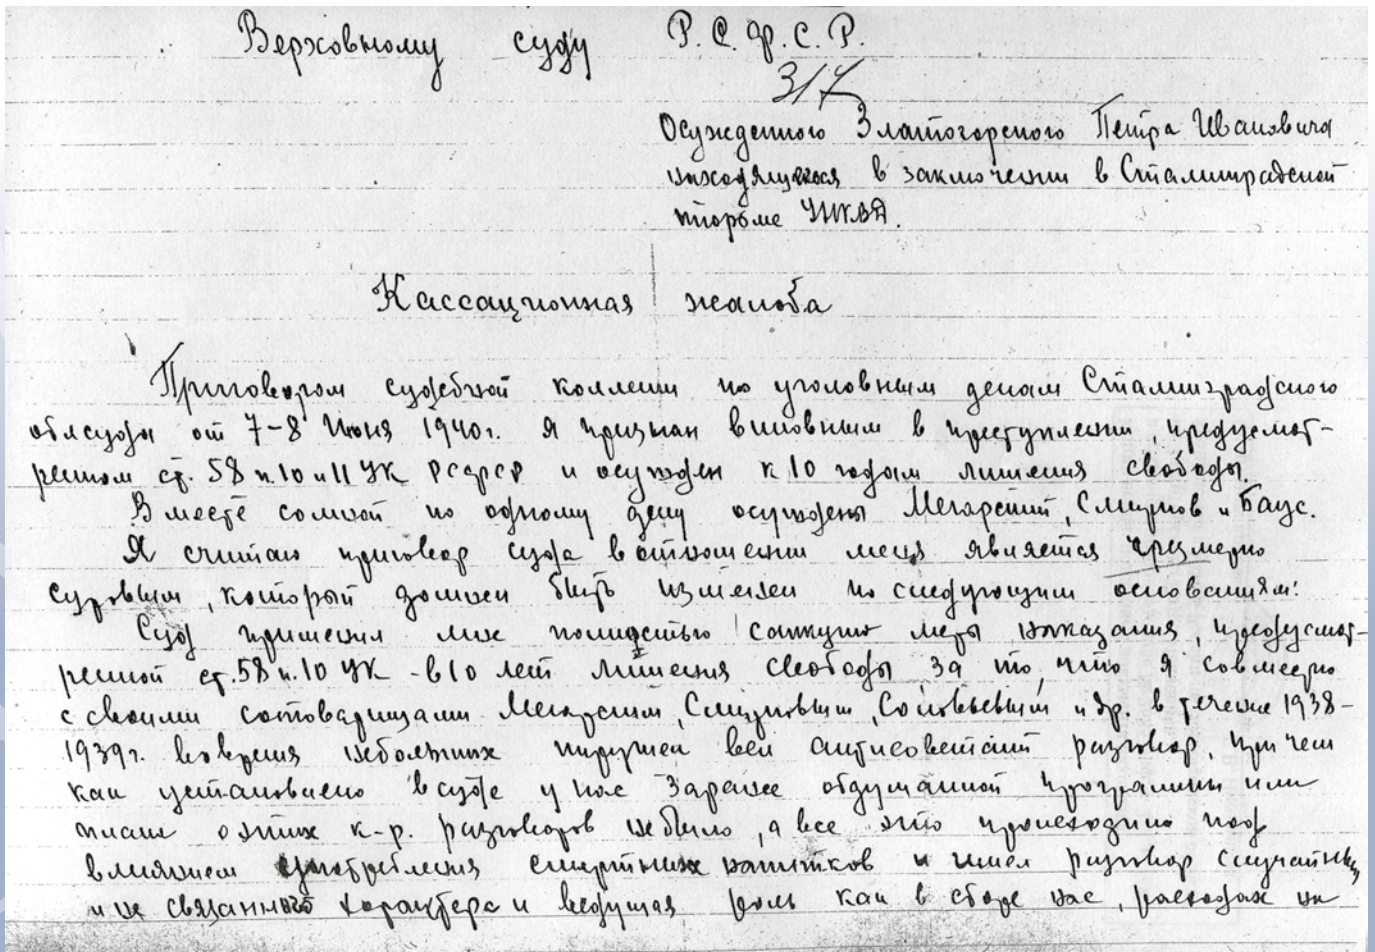 Верховному суду Р.С.Ф.С.Р.
317
Осужденного Златогорского Петра Ивановича
находящегося в заключении в Сталинградской
тюрьме УНКВД.
Кассационная жалоба
Приговором судебной коллегии по уголовным делам Сталинградского
облсуда от 7-8 Июня 1940г. я признан виновным в преступлении, предусмот-
ренном ст. 58 п. 10 и 11 УК РСФСР и осужден к 10 годам лишения свободы.
Вместе со мной по одному делу осуждены Мегарский, Смирнов и Баус.
Я считаю приговор суда в отношении меня является чрезмерно
суровым, который должен быть изменен по следующим основаниям:
Суд применил мне полностью санкцию меры наказания, предусмот-
ренной ст. 58 п. 10 УК - в 10 лет лишения свободы за то, что я совместно
с своими сотоварищами Мегарским, Смирновым, Соловьевым и др. в течение 1938-
1939г. во время небольших пирушек вел антисоветский разговор, при чем
как установлено в суде у нас заранее обдуманной программы или
плана о этих к-р. разговоров не было, а все это происходило под
влиянием употребления спиртных напитков и имел разговор случайный
и не связанный характера и ведущая роль как в сборе нас, расходах на